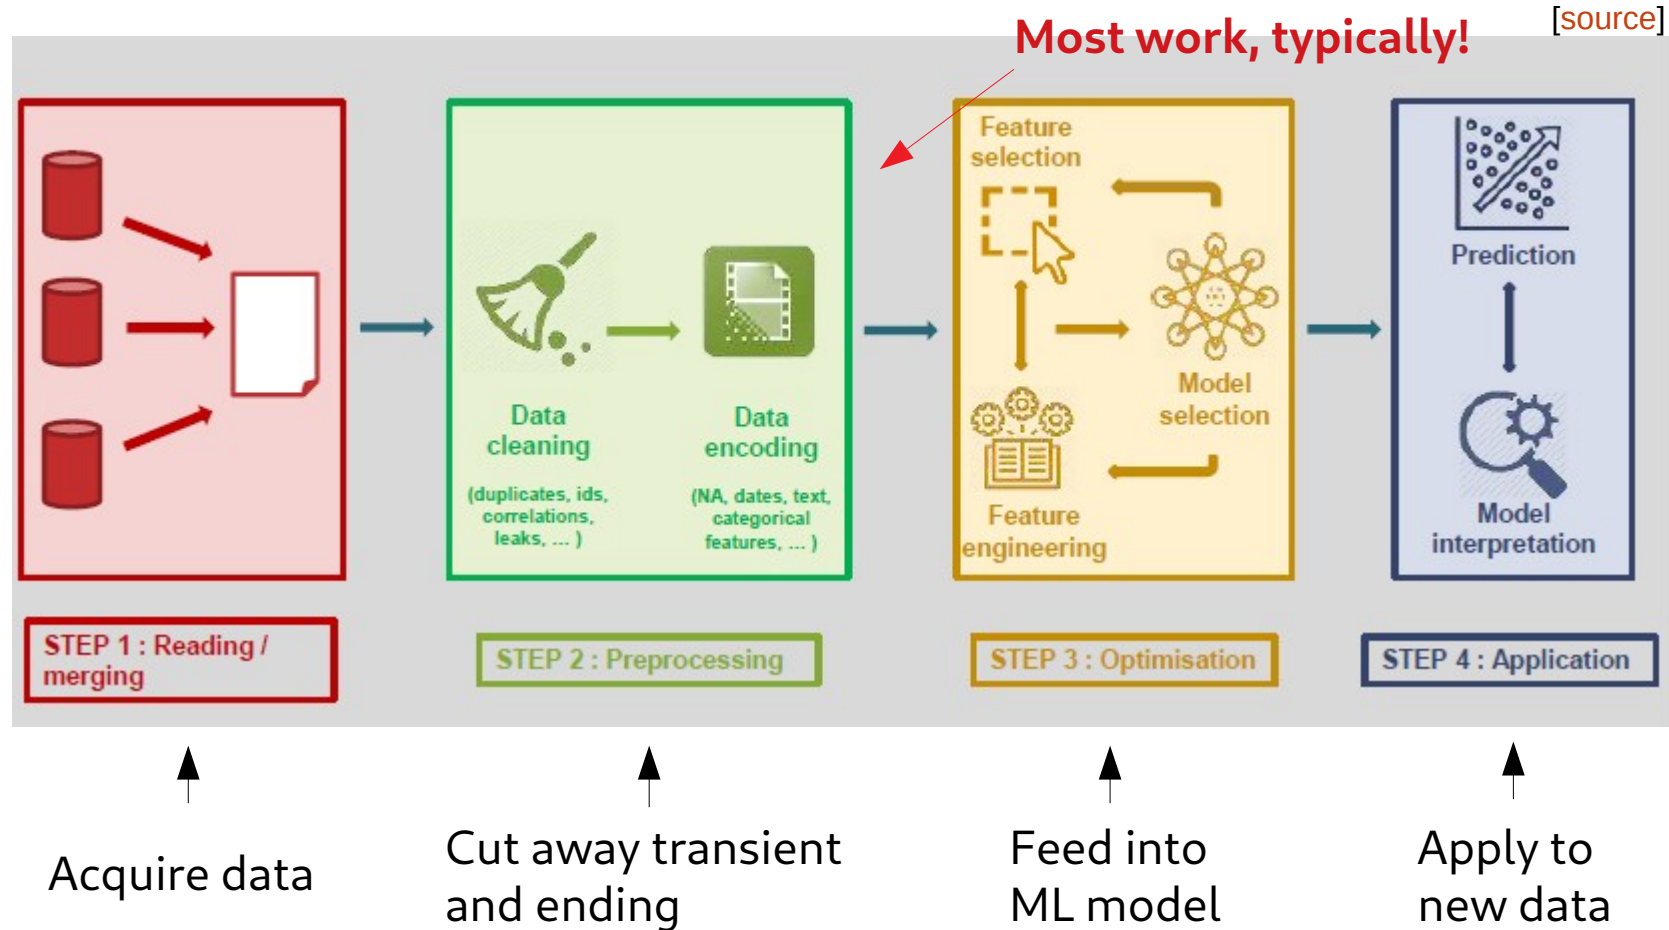 [source]
Most work, typically!
Feature
selection
Prediction
Model
selection
Data
cleaning
(duplicates, ids,
correlations,
leaks, ... )
Data
encoding
(NA, dates, text,
categorical
features, ... )
Feature
engineering
Model
interpretation
STEP 1 : Reading /
merging
STEP 2 : Preprocessing
STEP 3 : Optimisation
STEP 4 : Application
Acquire data
Cut away transient
and ending
Feed into
ML model
Apply to
new data